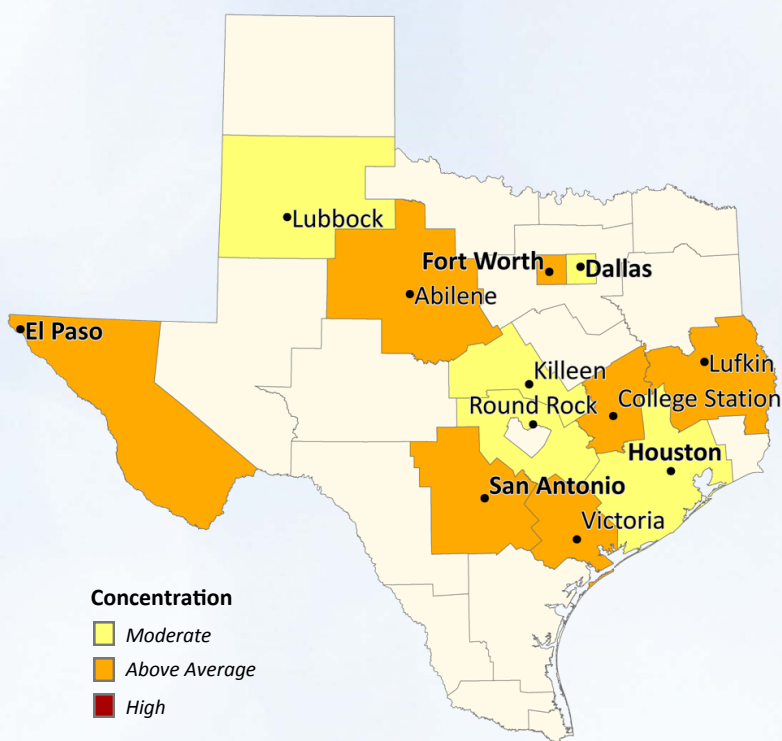 Lubbock
Fort Worth
Dallas
Abilene
El Paso
Killeen
Lufkin
Round Rock
College Station
Houston
San Antonio
Victoria
Concentration
Moderate
Above Average
High